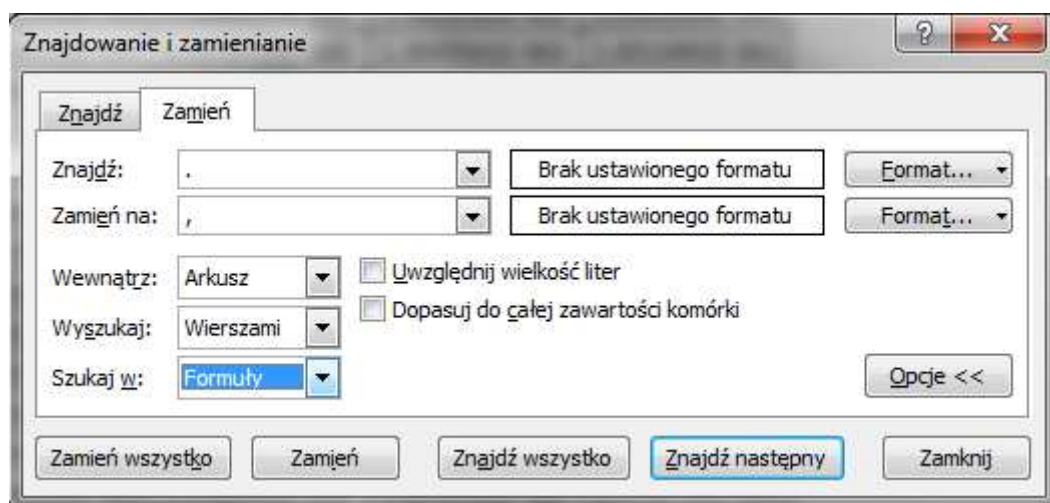 Znajdowanie i zamienianie
Znajdź Zamień
Znajdź: . Brak ustawionego formatu Format...
Zamień na: , Brak ustawionego formatu Format...
Wewnątrz: Arkusz Uwzględnij wielkość liter
Dopasuj do całej zawartości komórki
Wyszukaj: Wierszami
Szukaj w: Formuły Opcje <<
Zamień wszystko Zamień Znajdź wszystko Znajdź następny Zamknij